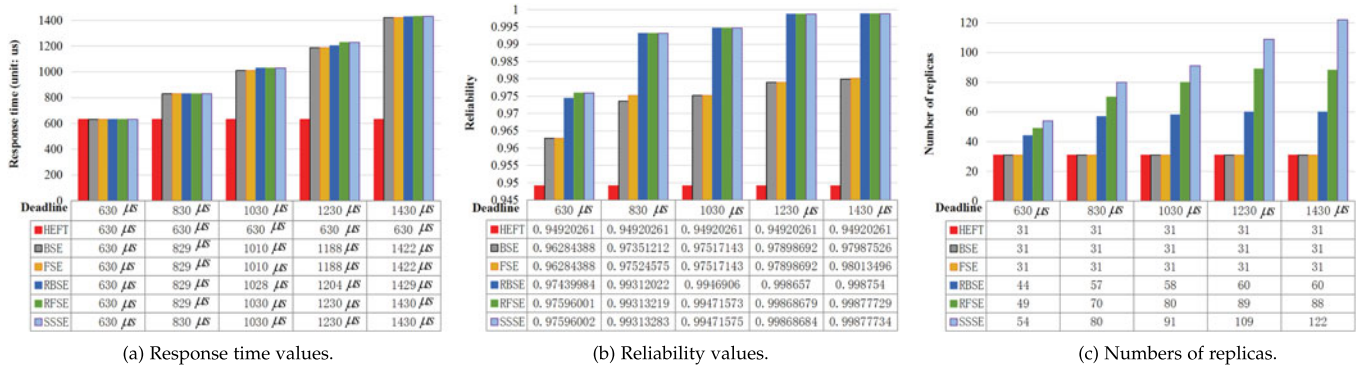 Response time (unit: us)
1400
1200
1000
800
600
400
200
0
Deadline 630 μs 830 μs 1030 μs 1230 μs 1430 μs
HEFT 630 μs 630 μs 630 μs 630 μs 630 μs
BSE 630 μs 829 μs 1010 μs 1188 μs 1422 μs
FSE 630 μs 829 μs 1010 μs 1188 μs 1422 μs
RBSE 630 μs 829 μs 1028 μs 1204 μs 1429 μs
RFSE 630 μs 829 μs 1030 μs 1230 μs 1430 μs
SSSE 630 μs 830 μs 1030 μs 1230 μs 1430 μs
(a) Response time values.
Reliability
1
0.995
0.99
0.985
0.98
0.975
0.97
0.965
0.96
0.955
0.95
0.945
Deadline 630 μs 830 μs 1030 μs 1230 μs 1430 μs
HEFT 0.94920261 0.94920261 0.94920261 0.94920261 0.94920261
BSE 0.96284388 0.97351212 0.97517143 0.97898692 0.97987526
FSE 0.96284388 0.97524575 0.97517143 0.97898692 0.98013496
RBSE 0.97439984 0.99312022 0.9946906 0.998657 0.998754
RFSE 0.97596001 0.99313219 0.99471573 0.99868679 0.99877729
SSSE 0.97596002 0.99313283 0.99471575 0.99868684 0.99877734
(b) Reliability values.
Number of replicas
120
100
80
60
40
20
0
Deadline 630 μs 830 μs 1030 μs 1230 μs 1430 μs
HEFT 31 31 31 31 31
BSE 31 31 31 31 31
FSE 31 31 31 31 31
RBSE 44 57 58 60 60
RFSE 49 70 80 89 88
SSSE 54 80 91 109 122
(c) Numbers of replicas.